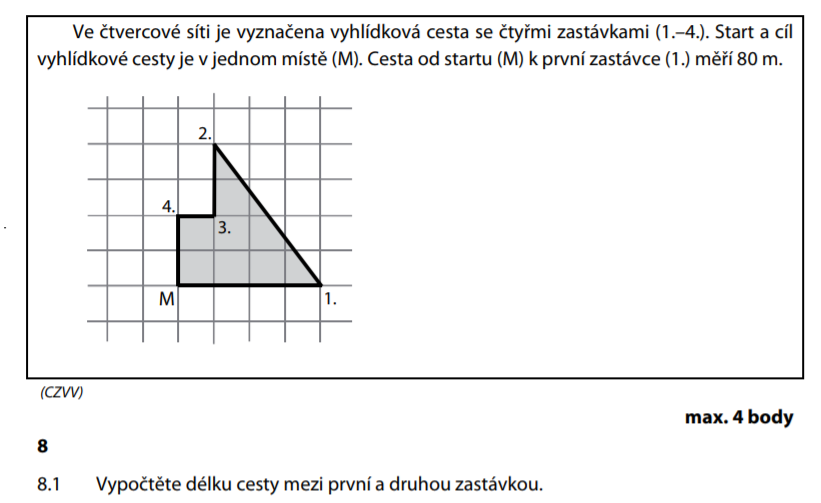 Ve čtvercové síti je vyznačena vyhlídková cesta se čtyřmi zastávkami (1.–4.). Start a cíl
vyhlídkové cesty je v jednom místě (M). Cesta od startu (M) k první zastávce (1.) měří 80 m.
2.
4.
3.
M
1.
(CZVV)
max. 4 body
8
8.1 Vypočtěte délku cesty mezi první a druhou zastávkou.